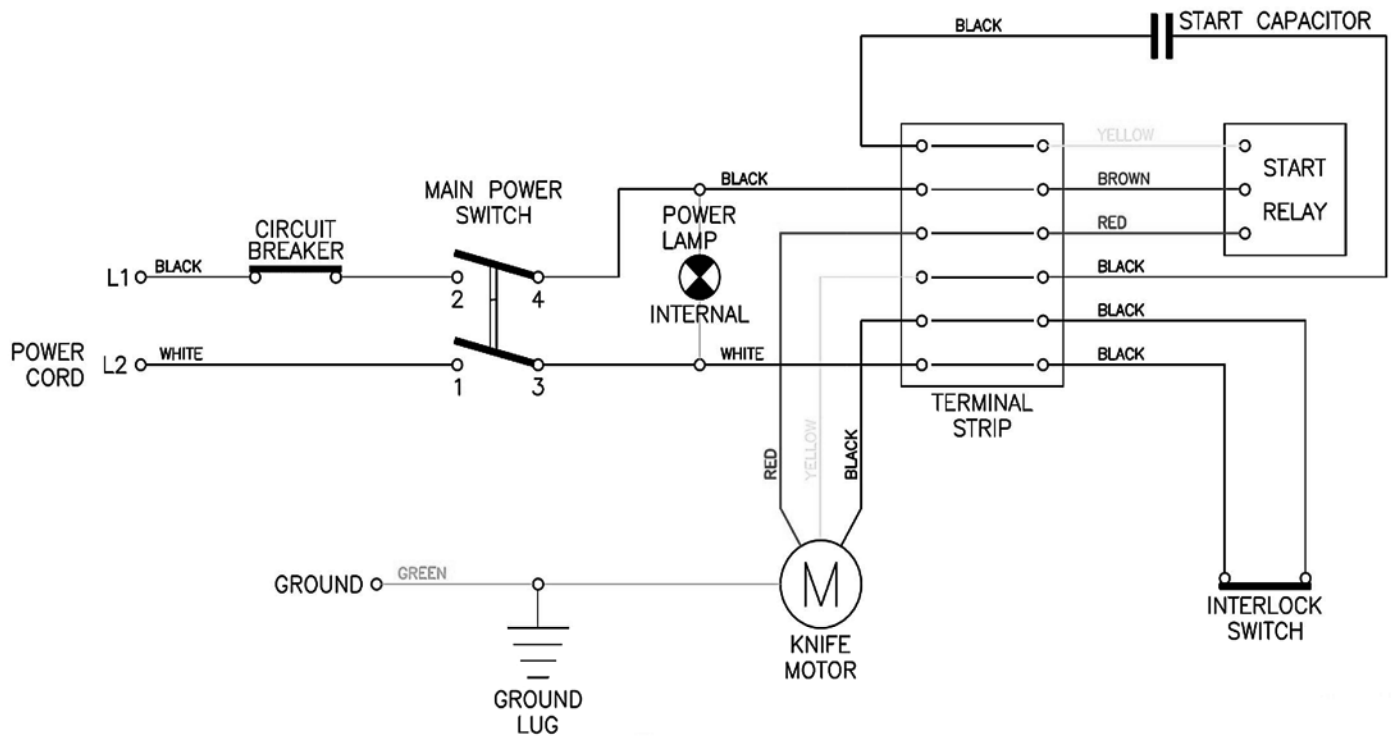 BLACK
START CAPACITOR
YELLOW
START
RELAY
BROWN
RED
BLACK
MAIN POWER
SWITCH
BLACK
POWER
LAMP
INTERNAL
CIRCUIT
BREAKER
L1
BLACK
2
4
POWER
CORD
L2
WHITE
1
3
WHITE
BLACK
BLACK
TERMINAL
STRIP
RED
YELLOW
BLACK
GROUND
GREEN
M
KNIFE
MOTOR
INTERLOCK
SWITCH
GROUND
LUG